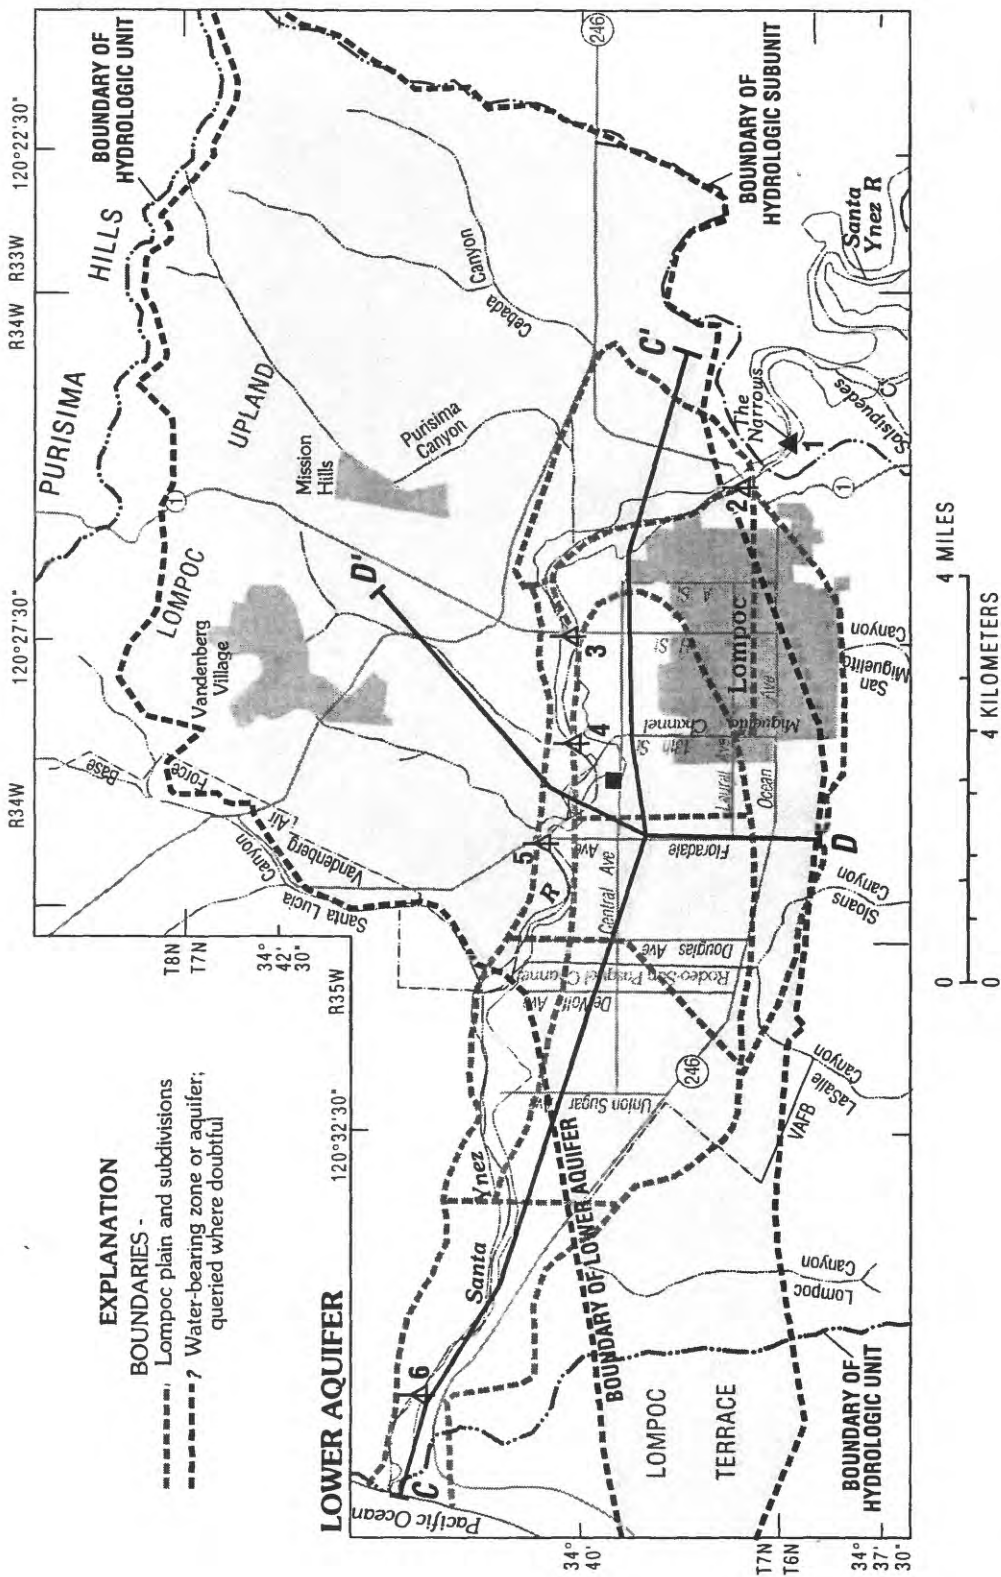 EXPLANATION
BOUNDARIES -
Lompoc plain and subdivisions
? Water-bearing zone or aquifer;
queried where doubtful
LOWER AQUIFER
R34W
120°27'30"
R34W
R33W
120°22'30"
R35W
120°32'30"
T8N
T7N
34°
42'
30"
34°
40'
T7N
T6N
34°
37'
30"
PURISIMA
HILLS
BOUNDARY OF
HYDROLOGIC UNIT
LOMPOC
UPLAND
1
Vandenberg
Village
Mission
Hills
Purisima
Canyon
Cebada
Canyon
246
BOUNDARY OF
HYDROLOGIC SUBUNIT
Santa
Ynez R
Base
Force
Air
Vandenberg
Santa Lucia
Canyon
D'
C'
5
4
3
2
1
The
Narrows
Salsipuedes
C
1
R
Central Ave
Floradale
Ave
13th St
Miguelito
Channel
H
St
Lompoc
Laural Ave
Ocean
Ave
San
Miguelito
Canyon
D
Sloans
Canyon
Douglas Ave
Rodeo-San Pasquel Channel
De Wolf
Ave
Union Sugar
Ave
246
VAFB
LaSalle
Canyon
BOUNDARY OF LOWER AQUIFER
Santa
Ynez
6
C
Pacific Ocean
Lompoc
Canyon
LOMPOC
TERRACE
BOUNDARY OF
HYDROLOGIC UNIT
0
4 MILES
0
4 KILOMETERS